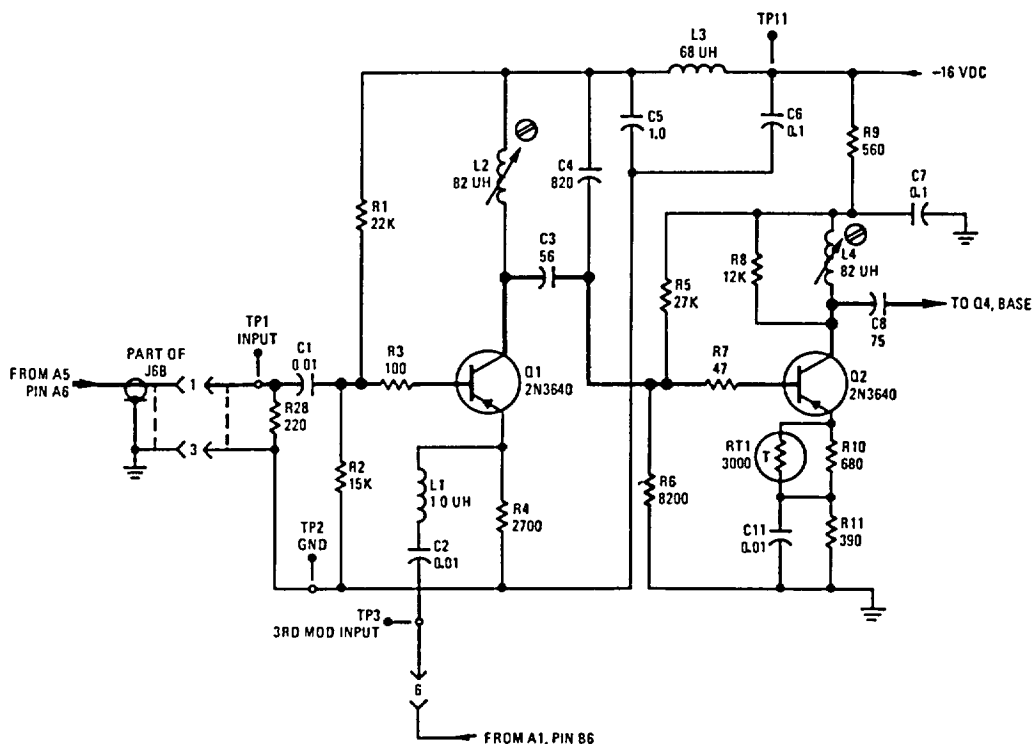 TP11
L3
68 UH
-16 VDC
C5
1.0
C6
0.1
R9
560
L2
82 UH
C4
820
C7
0.1
R1
22K
R8
12K
L4
82 UH
C3
56
R5
27K
TO Q4, BASE
C8
75
TP1
INPUT
PART OF
J6B
C1
0.01
R3
100
R7
47
FROM A5
PIN A6
1
Q1
2N3640
Q2
2N3640
R28
220
3
RT1
3000
T
R10
680
R2
15K
L1
10 UH
R4
2700
R6
8200
C11
0.01
R11
390
TP2
GND
C2
0.01
TP3
3RD MOD INPUT
6
FROM A1, PIN B6